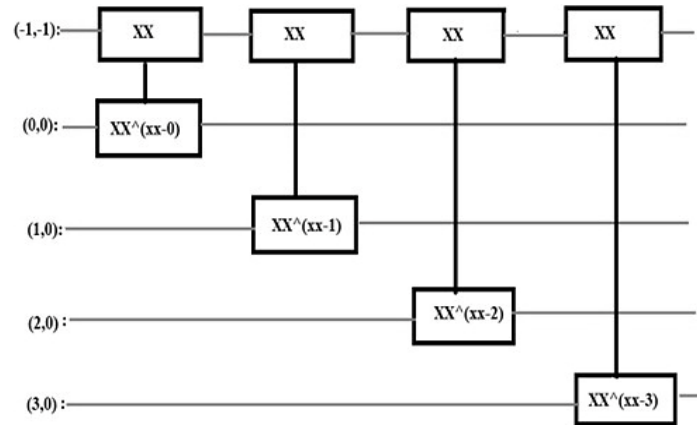 (-1,-1): XX XX XX XX
(0,0): XX^(xx-0)
(1,0): XX^(xx-1)
(2,0) : XX^(xx-2)
(3,0) : XX^(xx-3)